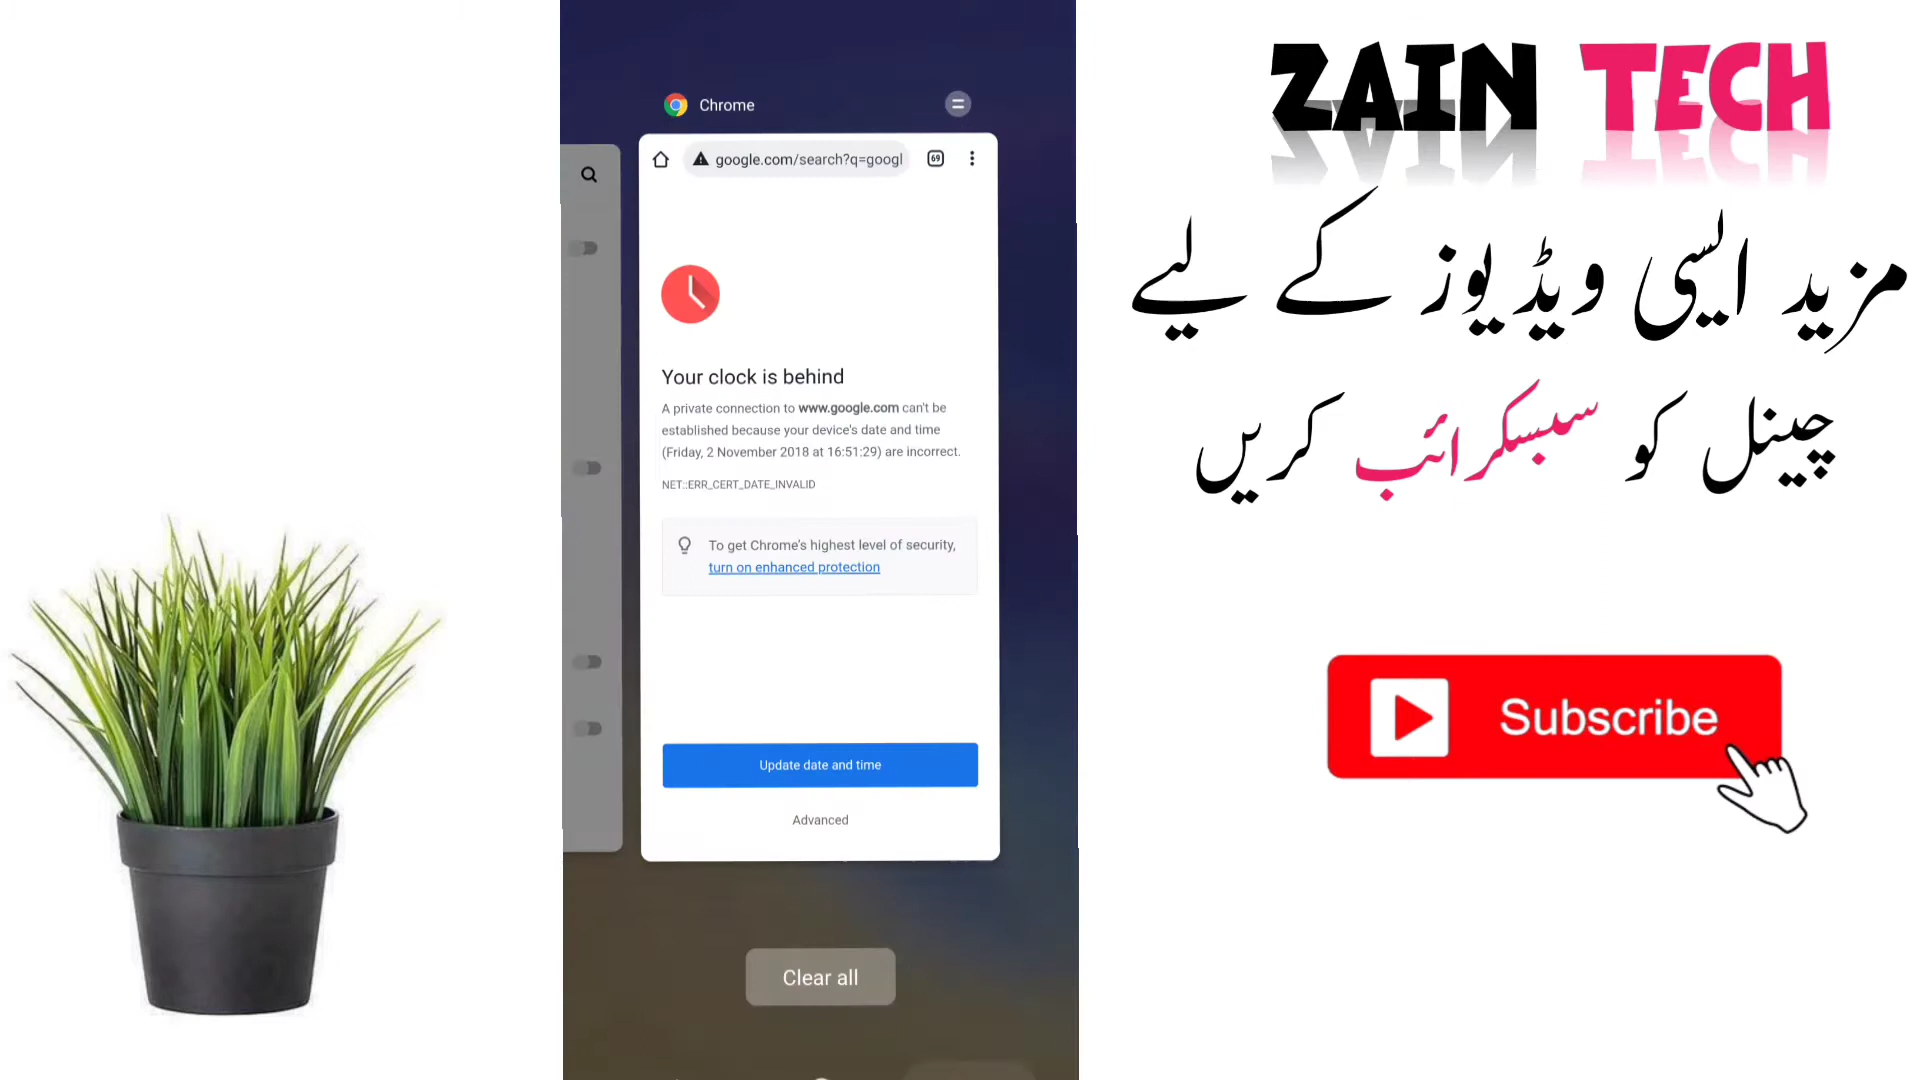 Chrome
google.com/search?q=googl
69
Your clock is behind
A private connection to www.google.com can't be
established because your device's date and time
(Friday, 2 November 2018 at 16:51:29) are incorrect.
NET::ERR_CERT_DATE_INVALID
To get Chrome's highest level of security,
turn on enhanced protection
Update date and time
Advanced
Clear all
ZAIN TECH
مزید ایسی ویڈیوز کے لیے
چینل کو سبسکرائب کریں
Subscribe